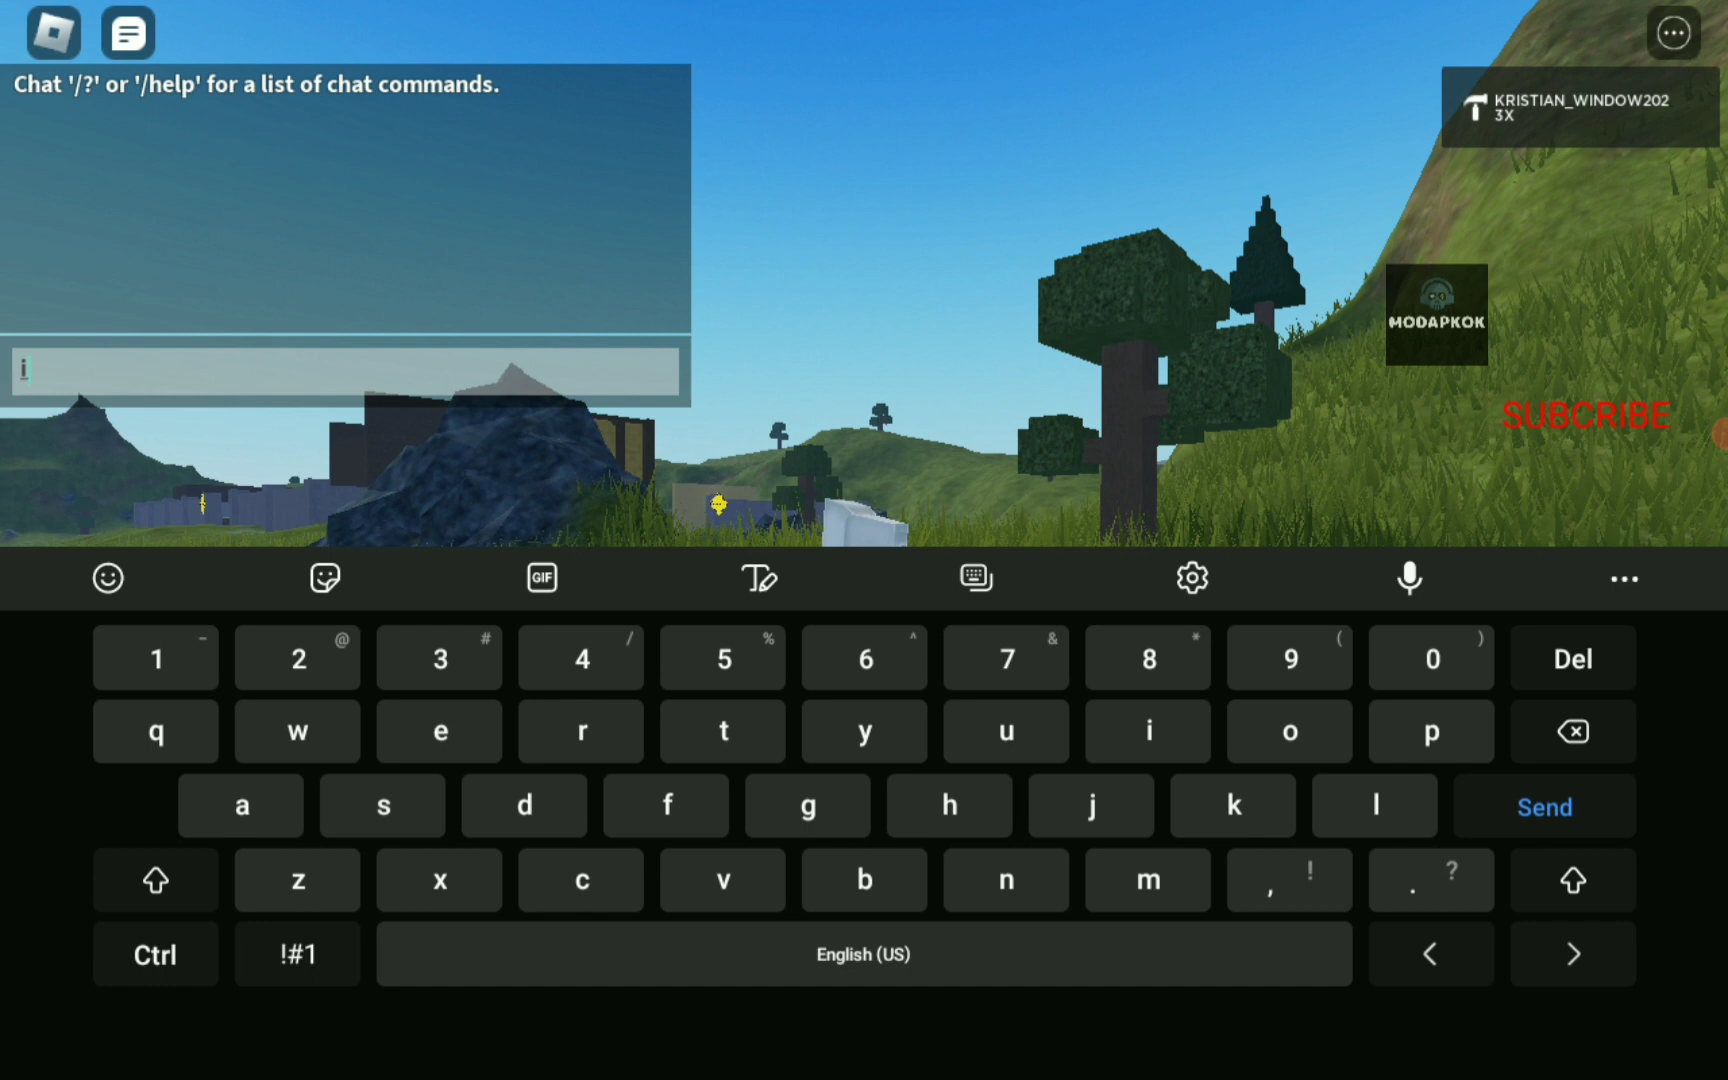 Chat '/?' or '/help' for a list of chat commands.
KRISTIAN_WINDOW202
3X
MODAPKOK
i
SUBCRIBE
GIF
1 - 2 @ 3 # 4 / 5 % 6 ^ 7 & 8 * 9 ( 0 ) Del
q w e r t y u i o p
a s d f g h j k l Send
z x c v b n m , ! . ?
Ctrl !#1 English (US) < >